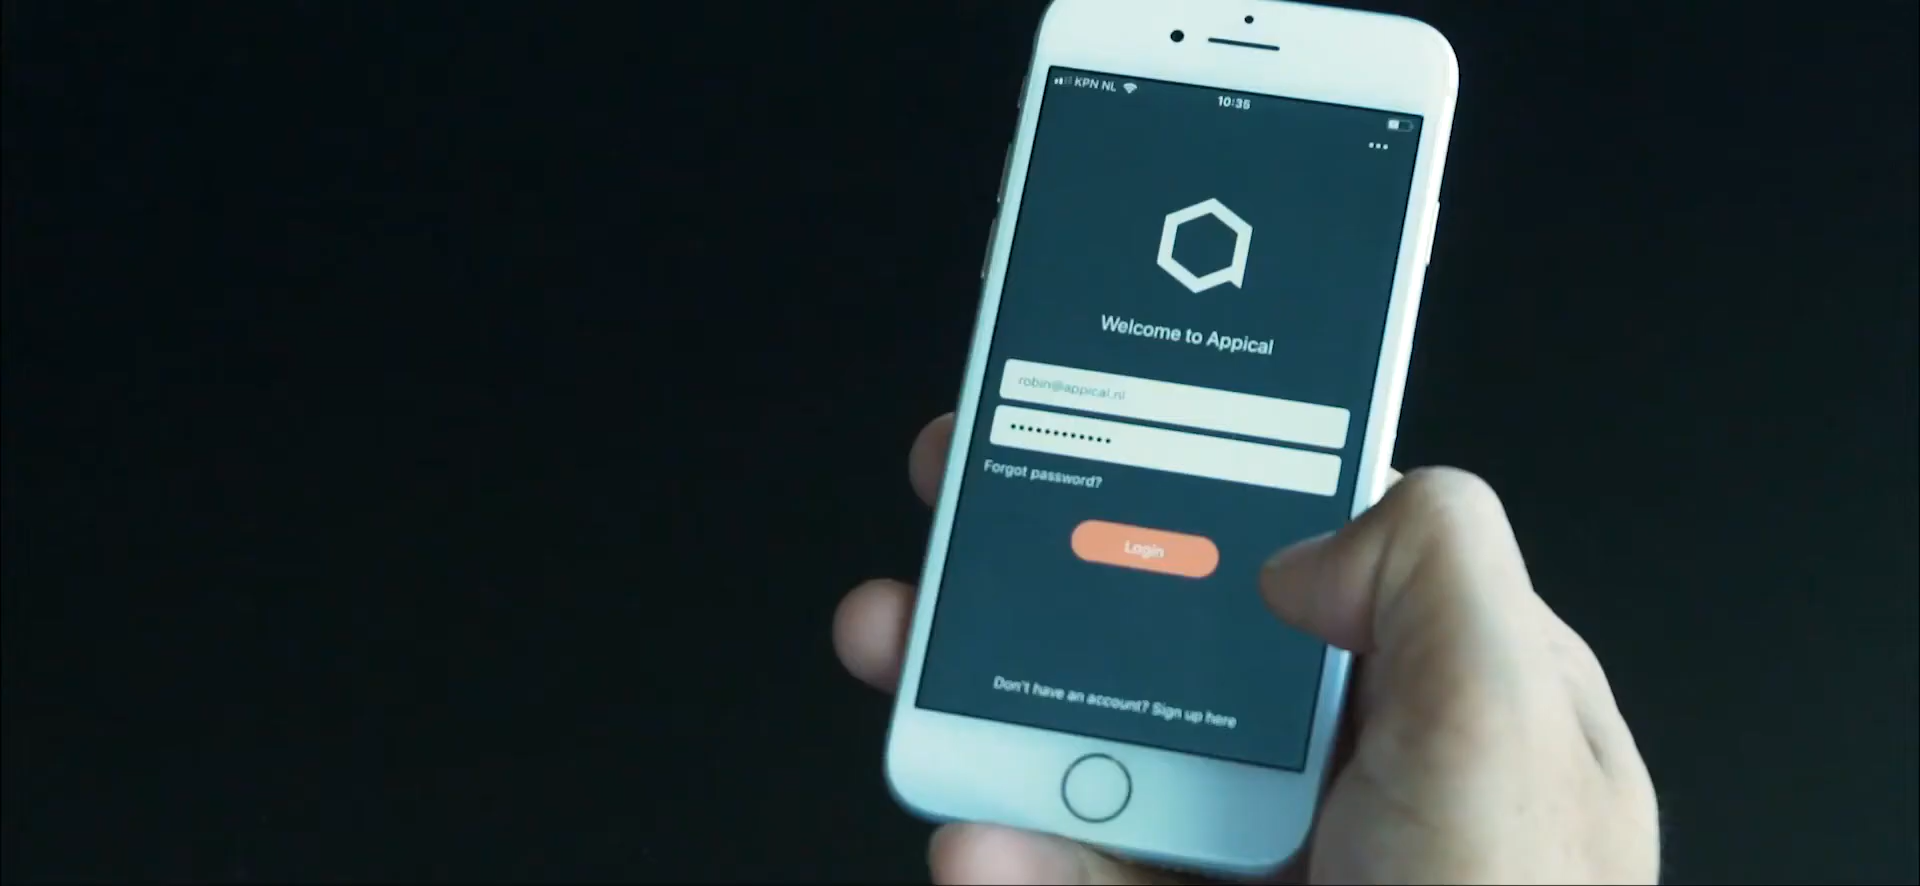 KPN NL
10:35
Welcome to Appical
robin@appical.nl
••••••••••••
Forgot password?
Login
Don't have an account? Sign up here